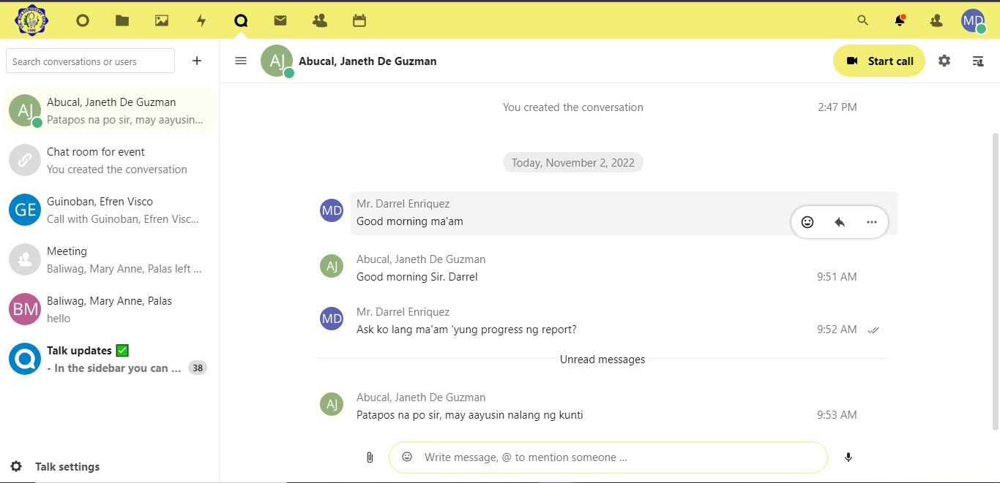 MD
Search conversations or users
+
AJ
Abucal, Janeth De Guzman
Start call
AJ
Abucal, Janeth De Guzman
Patapos na po sir, may aayusin...
Chat room for event
You created the conversation
GE
Guinoban, Efren Visco
Call with Guinoban, Efren Visc...
Meeting
Baliwag, Mary Anne, Palas left ...
BM
Baliwag, Mary Anne, Palas
hello
Talk updates ✅
- In the sidebar you can ... 38
Talk settings
You created the conversation 2:47 PM
Today, November 2, 2022
MD
Mr. Darrel Enriquez
Good morning ma'am
AJ
Abucal, Janeth De Guzman
Good morning Sir. Darrel 9:51 AM
MD
Mr. Darrel Enriquez
Ask ko lang ma'am 'yung progress ng report? 9:52 AM
Unread messages
AJ
Abucal, Janeth De Guzman
Patapos na po sir, may aayusin nalang ng kunti 9:53 AM
Write message, @ to mention someone ...